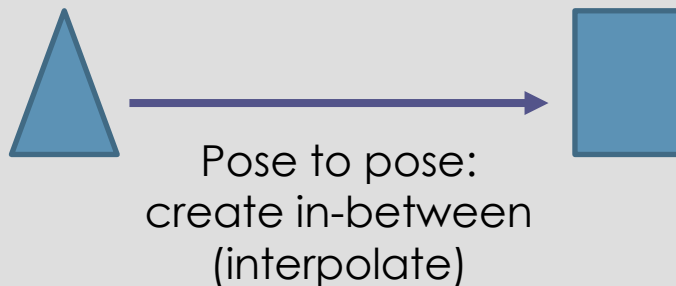 Pose to pose:
create in-between
(interpolate)